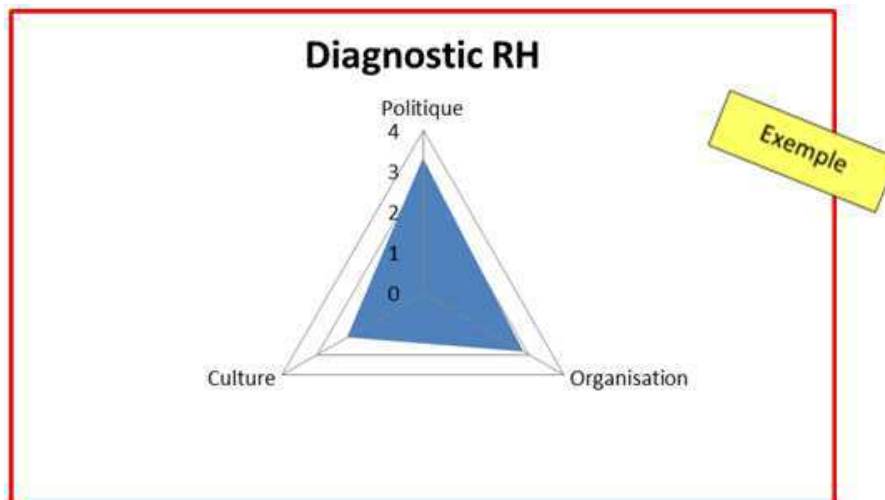 Diagnostic RH
Exemple
Politique
4
3
2
1
0
Culture
Organisation